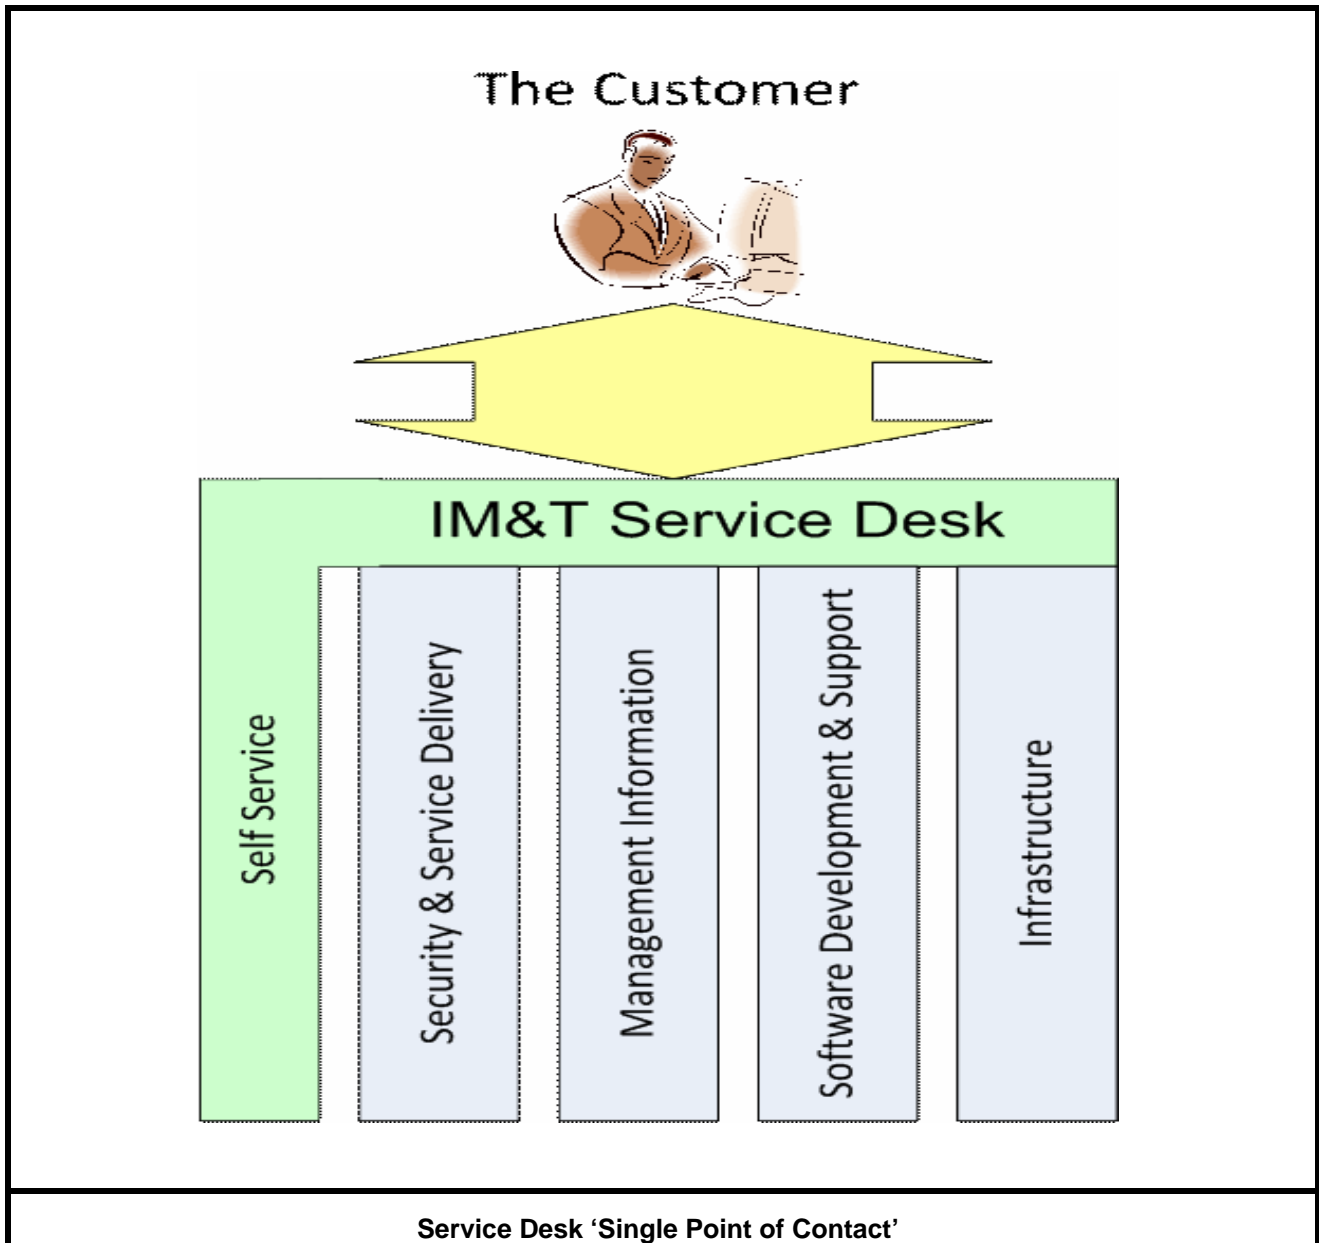 The Customer
IM&T Service Desk
Self Service
Security & Service Delivery
Management Information
Software Development & Support
Infrastructure
Service Desk ‘Single Point of Contact’